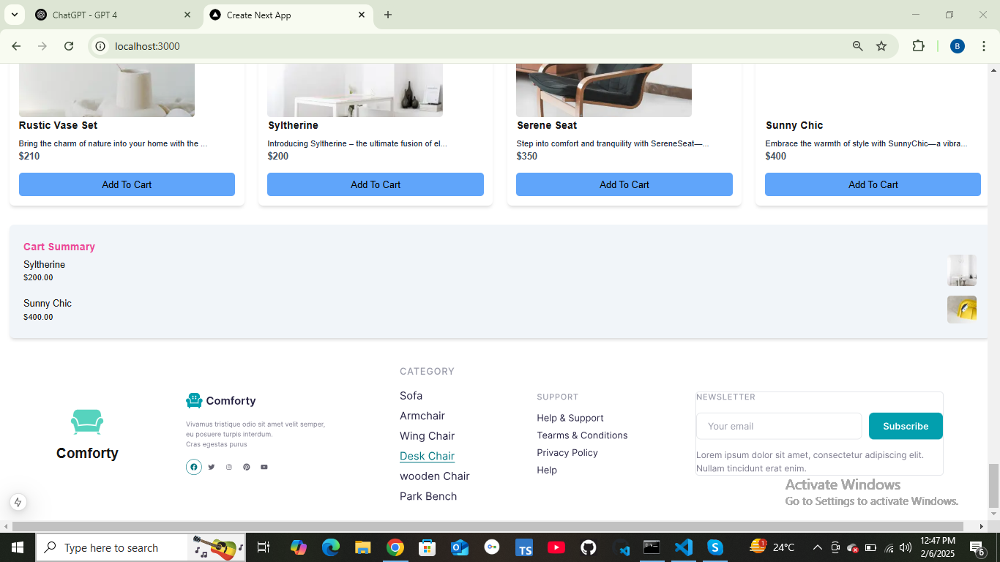 ChatGPT - GPT 4
Create Next App
localhost:3000
B
Rustic Vase Set
Bring the charm of nature into your home with the ...
$210
Add To Cart
Syltherine
Introducing Syltherine – the ultimate fusion of el...
$200
Add To Cart
Serene Seat
Step into comfort and tranquility with SereneSeat—...
$350
Add To Cart
Sunny Chic
Embrace the warmth of style with SunnyChic—a vibra...
$400
Add To Cart
Cart Summary
Syltherine
$200.00
Sunny Chic
$400.00
Comforty
Comforty
Vivamus tristique odio sit amet velit semper,
eu posuere turpis interdum.
Cras egestas purus
CATEGORY
Sofa
Armchair
Wing Chair
Desk Chair
wooden Chair
Park Bench
SUPPORT
Help & Support
Tearms & Conditions
Privacy Policy
Help
NEWSLETTER
Your email
Subscribe
Lorem ipsum dolor sit amet, consectetur adipiscing elit.
Nullam tincidunt erat enim.
Activate Windows
Go to Settings to activate Windows.
Type here to search
TS
1
24°C
12:47 PM
2/6/2025
6